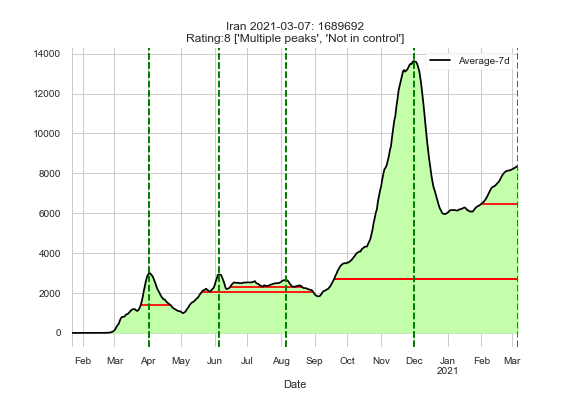 Iran 2021-03-07: 1689692
Rating:8 ['Multiple peaks', 'Not in control']
Average-7d
14000
12000
10000
8000
6000
4000
2000
0
Feb Mar Apr May Jun Jul Aug Sep Oct Nov Dec Jan Feb Mar
2021
Date